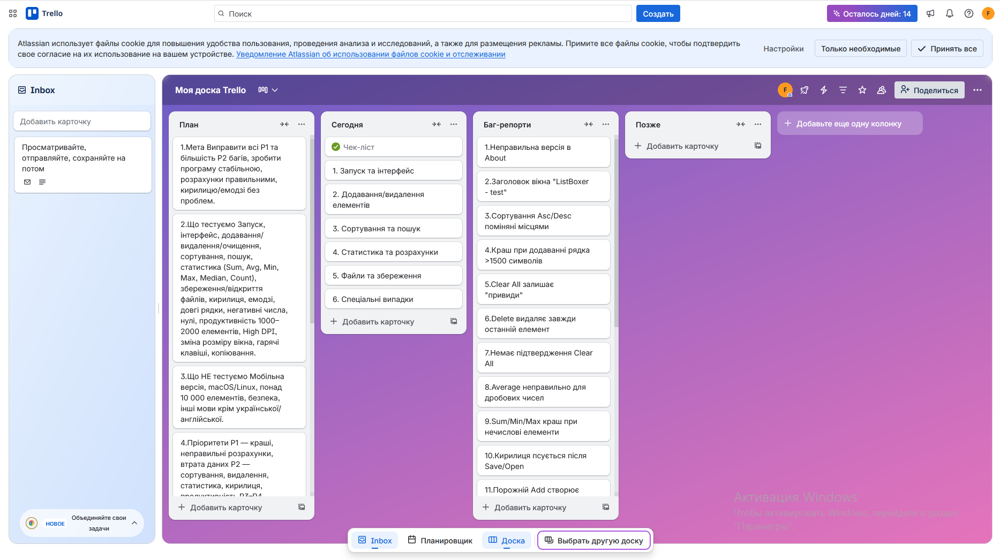 Trello
Поиск
Создать
Осталось дней: 14
F
Atlassian использует файлы cookie для повышения удобства пользования, проведения анализа и исследований, а также для размещения рекламы. Примите все файлы cookie, чтобы подтвердить
свое согласие на их использование на вашем устройстве. Уведомление Atlassian об использовании файлов cookie и отслеживании
Настройки
Только необходимые
Принять все
Inbox
Добавить карточку
Просматривайте,
отправляйте, сохраняйте на
потом
НОВОЕ
Объединяйте свои
задачи
Моя доска Trello
F
Поделиться
План
1.Мета Виправити всі P1 та
більшість P2 багів, зробити
програму стабільною,
розрахунки правильними,
кирилицю/емодзі без
проблем.
2.Що тестуємо Запуск,
інтерфейс, додавання/
видалення/очищення,
сортування, пошук,
статистика (Sum, Avg, Min,
Max, Median, Count),
збереження/відкриття
файлів, кирилиця, емодзі,
довгі рядки, негативні числа,
нулі, продуктивність 1000–
2000 елементів, High DPI,
зміна розміру вікна, гарячі
клавіші, копіювання.
3.Що НЕ тестуємо Мобільна
версія, macOS/Linux, понад
10 000 елементів, безпека,
інші мови крім української/
англійської.
4.Пріоритети P1 — краші,
неправильні розрахунки,
втрата даних P2 —
сортування, видалення,
статистика, кирилиця,
продуктивність P3–P4
Добавить карточку
Сегодня
Чек-ліст
1. Запуск та інтерфейс
2. Додавання/видалення
елементів
3. Сортування та пошук
4. Статистика та розрахунки
5. Файли та збереження
6. Спеціальні випадки
Добавить карточку
Баг-репорти
1.Неправильна версія в
About
2.Заголовок вікна "ListBoxer
- test"
3.Сортування Asc/Desc
поміняні місцями
4.Краш при додаванні рядка
>1500 символів
5.Clear All залишає
"привиди"
6.Delete видаляє завжди
останній елемент
7.Немає підтвердження Clear
All
8.Average неправильно для
дробових чисел
9.Sum/Min/Max краш при
нечислові елементи
10.Кирилиця псується після
Save/Open
11.Порожній Add створює
Добавить карточку
Позже
Добавить карточку
Добавьте еще одну колонку
Активация Windows
Чтобы активировать Windows, перейдите в раздел
"Параметры".
Inbox
Планировщик
Доска
Выбрать другую доску